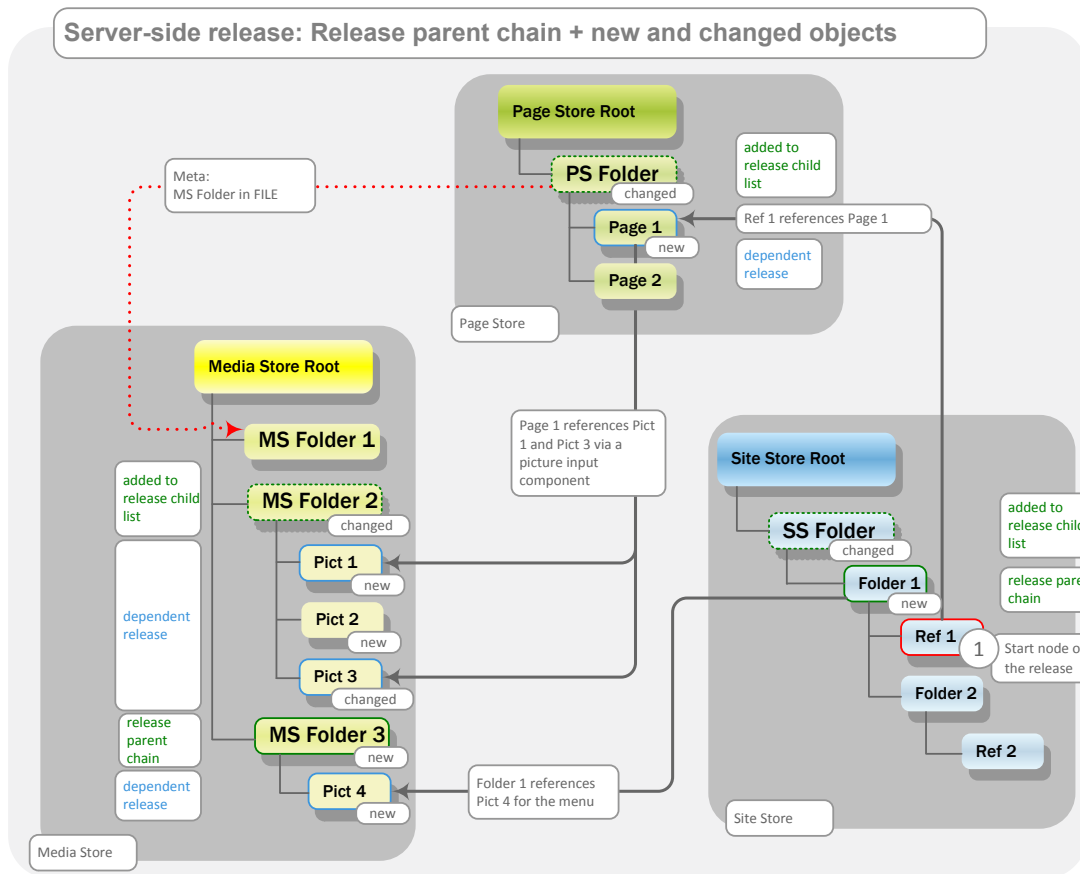 Server-side release: Release parent chain + new and changed objects
Page Store Root
PS Folder
changed
Page 1
new
Page 2
Page Store
added to
release child
list
Ref 1 references Page 1
dependent
release
Meta:
MS Folder in FILE
Media Store Root
MS Folder 1
MS Folder 2
changed
Pict 1
new
Pict 2
new
Pict 3
changed
MS Folder 3
new
Pict 4
new
added to
release child
list
dependent
release
release
parent
chain
dependent
release
Media Store
Page 1 references Pict
1 and Pict 3 via a
picture input
component
Folder 1 references
Pict 4 for the menu
Site Store Root
SS Folder
changed
Folder 1
new
Ref 1
1
Folder 2
Ref 2
Site Store
added to
release child
list
release pare
chain
Start node o
the release